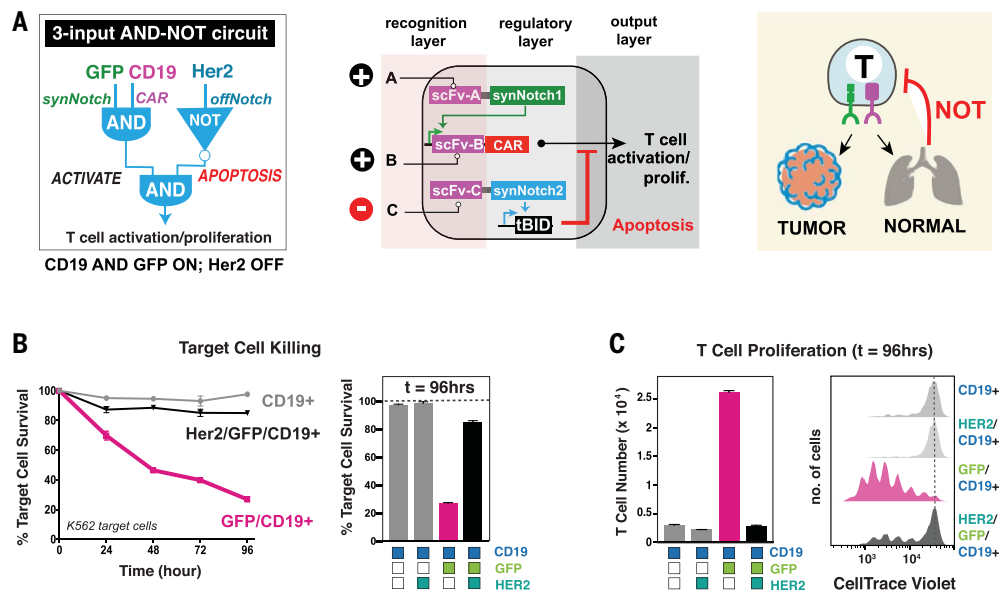 A
3-input AND-NOT circuit
GFP CD19 Her2
synNotch CAR offNotch
AND NOT
ACTIVATE APOPTOSIS
AND
T cell activation/proliferation
CD19 AND GFP ON; Her2 OFF
recognition layer
regulatory layer
output layer
A
scFv-A synNotch1
scFv-B CAR
B
T cell
activation/
prolif.
scFv-C synNotch2
C
tBID
Apoptosis
T
NOT
TUMOR NORMAL
B
Target Cell Killing
% Target Cell Survival
100
80
60
40
20
0
0 24 48 72 96
Time (hour)
CD19+
Her2/GFP/CD19+
GFP/CD19+
K562 target cells
t = 96hrs
% Target Cell Survival
100
80
60
40
20
0
CD19
GFP
HER2
C
T Cell Proliferation (t = 96hrs)
T Cell Number (x 10⁴)
2.5
2.0
1.5
1.0
0.5
0
CD19
GFP
HER2
no. of cells
CD19+
HER2/
CD19+
GFP/
CD19+
HER2/
GFP/
CD19+
10³ 10⁴
CellTrace Violet